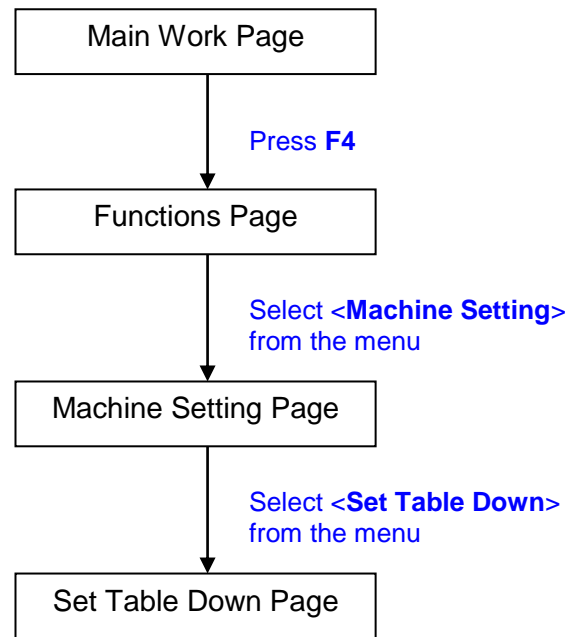 Main Work Page
Press F4
Functions Page
Select <Machine Setting>
from the menu
Machine Setting Page
Select <Set Table Down>
from the menu
Set Table Down Page